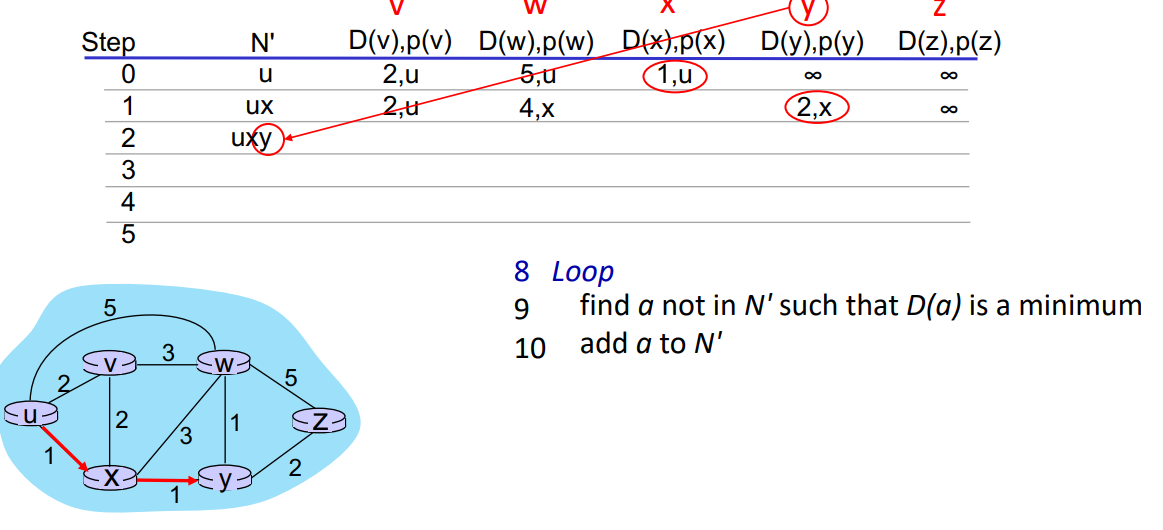 v w x y z
Step N' D(v),p(v) D(w),p(w) D(x),p(x) D(y),p(y) D(z),p(z)
0 u 2,u 5,u 1,u ∞ ∞
1 ux 2,u 4,x 2,x ∞
2 uxy
3
4
5
8 Loop
9 find a not in N' such that D(a) is a minimum
10 add a to N'
5
v 3 w
2 5
u 2 3 1 z
1 2
x y
1